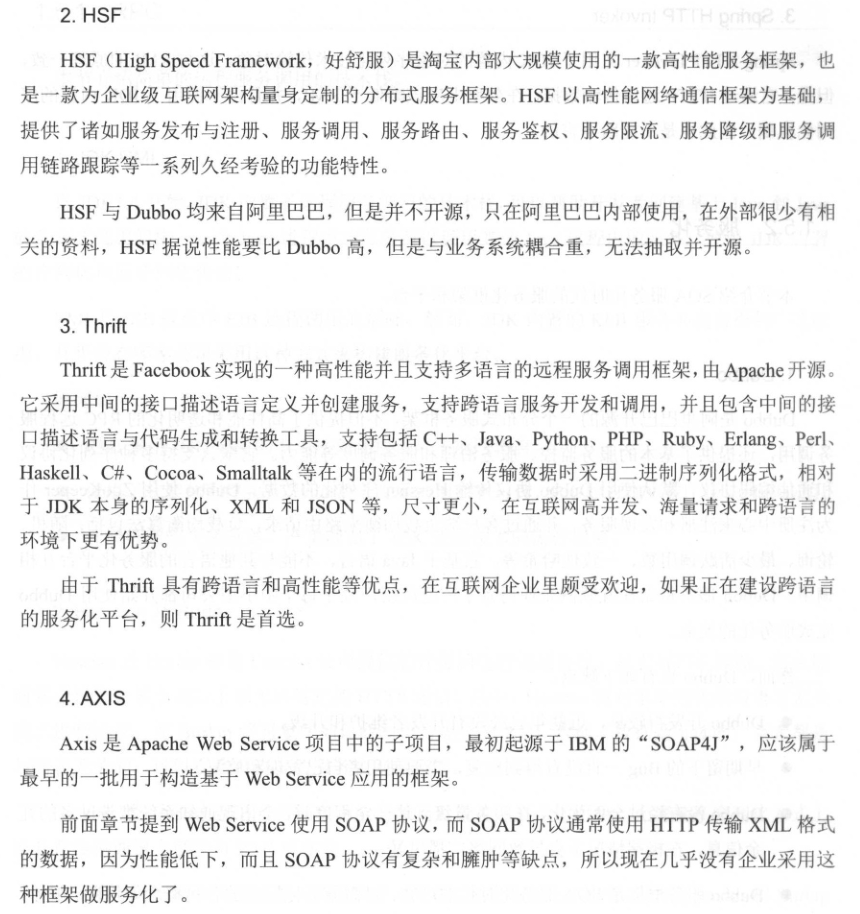 2. HSF
HSF（High Speed Framework，好舒服）是淘宝内部大规模使用的一款高性能服务框架，也
是一款为企业级互联网架构量身定制的分布式服务框架。HSF 以高性能网络通信框架为基础，
提供了诸如服务发布与注册、服务调用、服务路由、服务鉴权、服务限流、服务降级和服务调
用链路跟踪等一系列久经考验的功能特性。
HSF 与 Dubbo 均来自阿里巴巴，但是并不开源，只在阿里巴巴内部使用，在外部很少有相
关的资料，HSF 据说性能要比 Dubbo 高，但是与业务系统耦合重，无法抽取并开源。
3. Thrift
Thrift 是 Facebook 实现的一种高性能并且支持多语言的远程服务调用框架，由 Apache 开源。
它采用中间的接口描述语言定义并创建服务，支持跨语言服务开发和调用，并且包含中间的接
口描述语言与代码生成和转换工具，支持包括 C++、Java、Python、PHP、Ruby、Erlang、Perl、
Haskell、C#、Cocoa、Smalltalk 等在内的流行语言，传输数据时采用二进制序列化格式，相对
于 JDK 本身的序列化、XML 和 JSON 等，尺寸更小，在互联网高并发、海量请求和跨语言的
环境下更有优势。
由于 Thrift 具有跨语言和高性能等优点，在互联网企业里颇受欢迎，如果正在建设跨语言
的服务化平台，则 Thrift 是首选。
4. AXIS
Axis 是 Apache Web Service 项目中的子项目，最初起源于 IBM 的“SOAP4J”，应该属于
最早的一批用于构造基于 Web Service 应用的框架。
前面章节提到 Web Service 使用 SOAP 协议，而 SOAP 协议通常使用 HTTP 传输 XML 格式
的数据，因为性能低下，而且 SOAP 协议有复杂和臃肿等缺点，所以现在几乎没有企业采用这
种框架做服务化了。